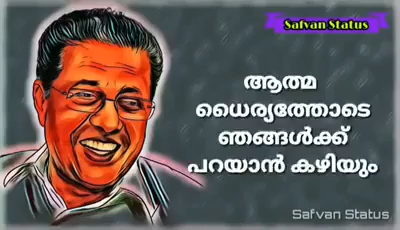 Safvan Status
ആത്മ
ധൈര്യത്തോടെ
ഞങ്ങൾക്ക്
പറയാൻ കഴിയും
Safvan Status